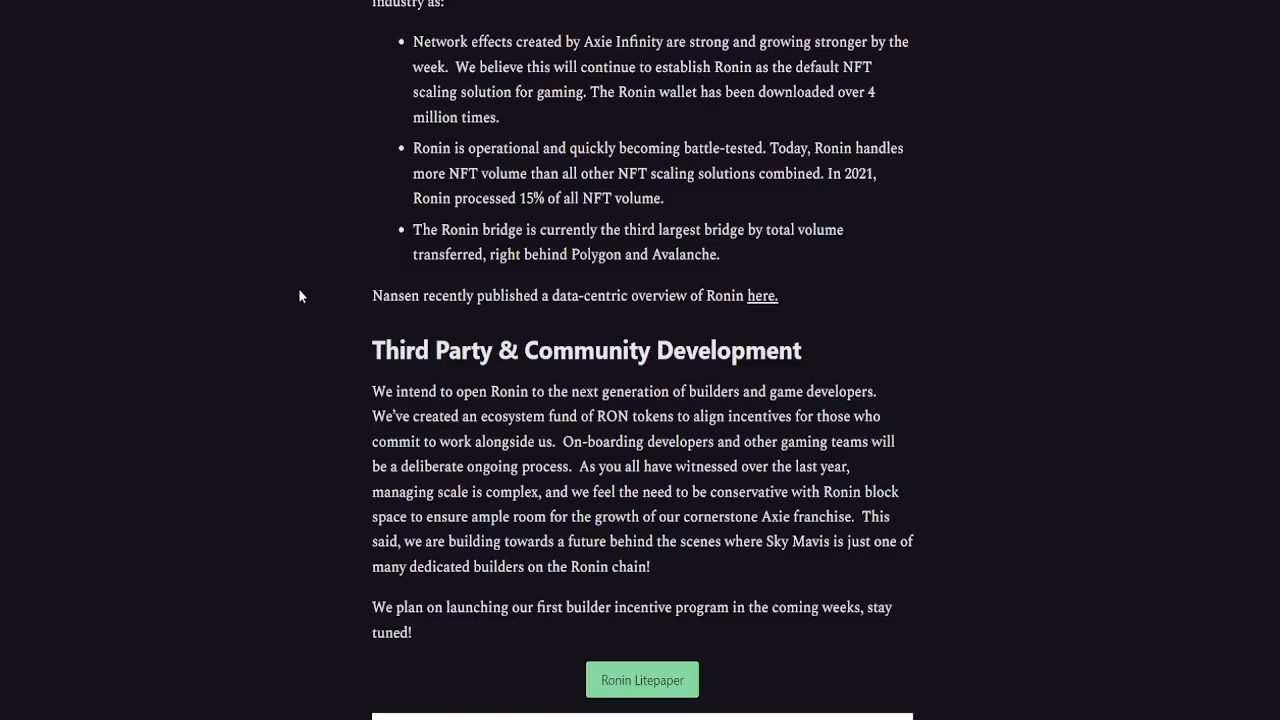 industry as:
• Network effects created by Axie Infinity are strong and growing stronger by the
week.  We believe this will continue to establish Ronin as the default NFT
scaling solution for gaming. The Ronin wallet has been downloaded over 4
million times.
• Ronin is operational and quickly becoming battle-tested. Today, Ronin handles
more NFT volume than all other NFT scaling solutions combined. In 2021,
Ronin processed 15% of all NFT volume.
• The Ronin bridge is currently the third largest bridge by total volume
transferred, right behind Polygon and Avalanche.
Nansen recently published a data-centric overview of Ronin here.
Third Party & Community Development
We intend to open Ronin to the next generation of builders and game developers.
We’ve created an ecosystem fund of RON tokens to align incentives for those who
commit to work alongside us.  On-boarding developers and other gaming teams will
be a deliberate ongoing process.  As you all have witnessed over the last year,
managing scale is complex, and we feel the need to be conservative with Ronin block
space to ensure ample room for the growth of our cornerstone Axie franchise.  This
said, we are building towards a future behind the scenes where Sky Mavis is just one of
many dedicated builders on the Ronin chain!
We plan on launching our first builder incentive program in the coming weeks, stay
tuned!
Ronin Litepaper